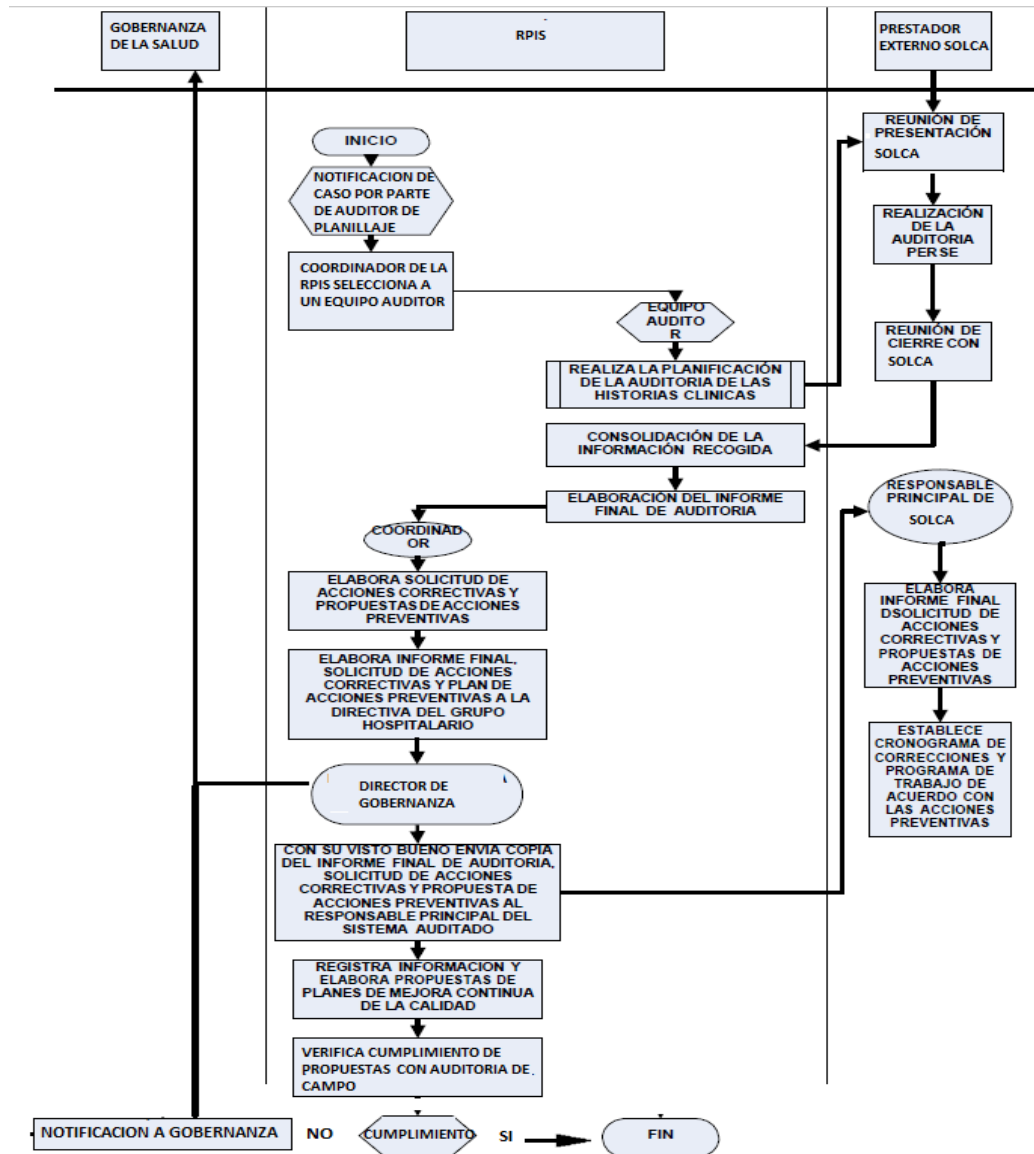 GOBERNANZA
DE LA SALUD
RPIS
PRESTADOR
EXTERNO SOLCA
INICIO
NOTIFICACION DE
CASO POR PARTE
DE AUDITOR DE
PLANILLAJE
COORDINADOR DE LA
RPIS SELECCIONA A
UN EQUIPO AUDITOR
EQUIPO
AUDITO
R
REALIZA LA PLANIFICACIÓN
DE LA AUDITORIA DE LAS
HISTORIAS CLINICAS
REUNIÓN DE
PRESENTACIÓN
SOLCA
REALIZACIÓN
DE LA
AUDITORIA
PER SE
REUNIÓN DE
CIERRE CON
SOLCA
CONSOLIDACIÓN DE LA
INFORMACIÓN RECOGIDA
ELABORACIÓN DEL INFORME
FINAL DE AUDITORIA
COORDINAD
OR
ELABORA SOLICITUD DE
ACCIONES CORRECTIVAS Y
PROPUESTAS DE ACCIONES
PREVENTIVAS
ELABORA INFORME FINAL,
SOLICITUD DE ACCIONES
CORRECTIVAS Y PLAN DE
ACCIONES PREVENTIVAS A LA
DIRECTIVA DEL GRUPO
HOSPITALARIO
DIRECTOR DE
GOBERNANZA
CON SU VISTO BUENO ENVIA COPIA
DEL INFORME FINAL DE AUDITORIA,
SOLICITUD DE ACCIONES
CORRECTIVAS Y PROPUESTA DE
ACCIONES PREVENTIVAS AL
RESPONSABLE PRINCIPAL DEL
SISTEMA AUDITADO
RESPONSABLE
PRINCIPAL DE
SOLCA
ELABORA
INFORME FINAL
DSOLICITUD DE
ACCIONES
CORRECTIVAS Y
PROPUESTAS DE
ACCIONES
PREVENTIVAS
ESTABLECE
CRONOGRAMA DE
CORRECCIONES Y
PROGRAMA DE
TRABAJO DE
ACUERDO CON
LAS ACCIONES
PREVENTIVAS
REGISTRA INFORMACION Y
ELABORA PROPUESTAS DE
PLANES DE MEJORA CONTINUA
DE LA CALIDAD
VERIFICA CUMPLIMIENTO DE
PROPUESTAS CON AUDITORIA DE.
CAMPO
NOTIFICACION A GOBERNANZA NO CUMPLIMIENTO SI FIN